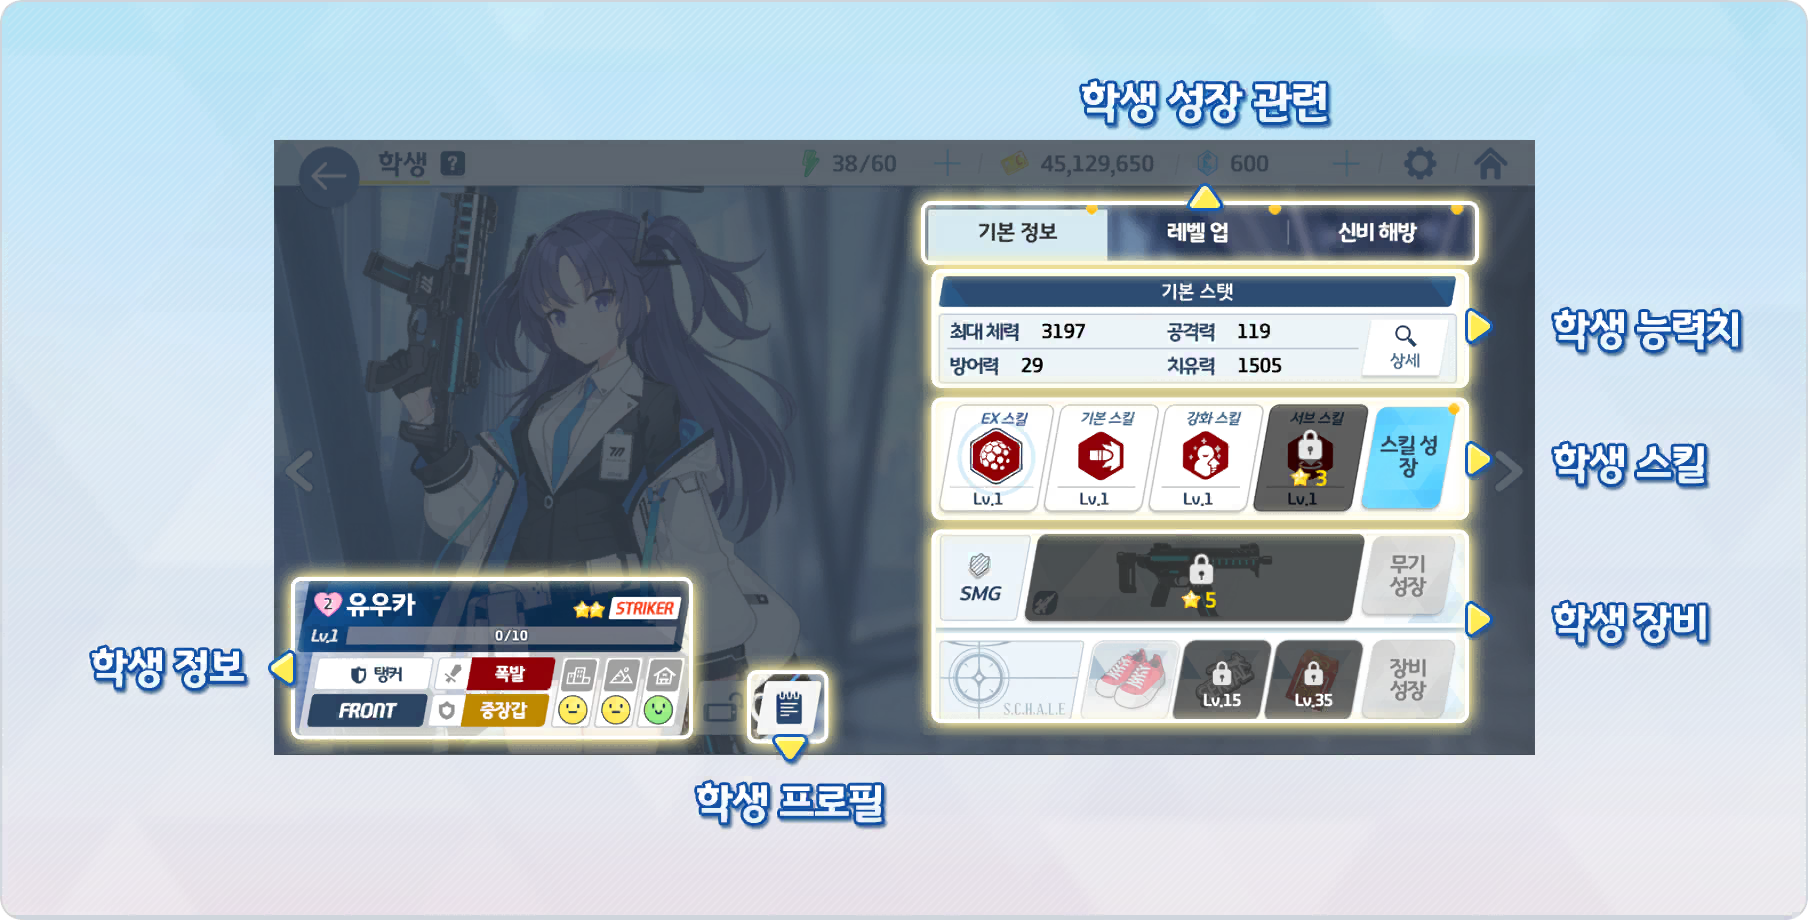 학생 성장 관련
학생 ?
38/60
45,129,650
600
기본 정보
레벨 업
신비 해방
기본 스탯
최대 체력 3197
공격력 119
방어력 29
치유력 1505
상세
학생 능력치
EX 스킬
Lv.1
기본 스킬
Lv.1
강화 스킬
Lv.1
서브 스킬
3
Lv.1
스킬 성
장
학생 스킬
SMG
5
무기
성장
학생 장비
S.C.H.A.L.E
Lv.15
Lv.35
장비
성장
2 유우카
STRIKER
Lv.1
0/10
탱커
폭발
FRONT
중장갑
학생 정보
학생 프로필